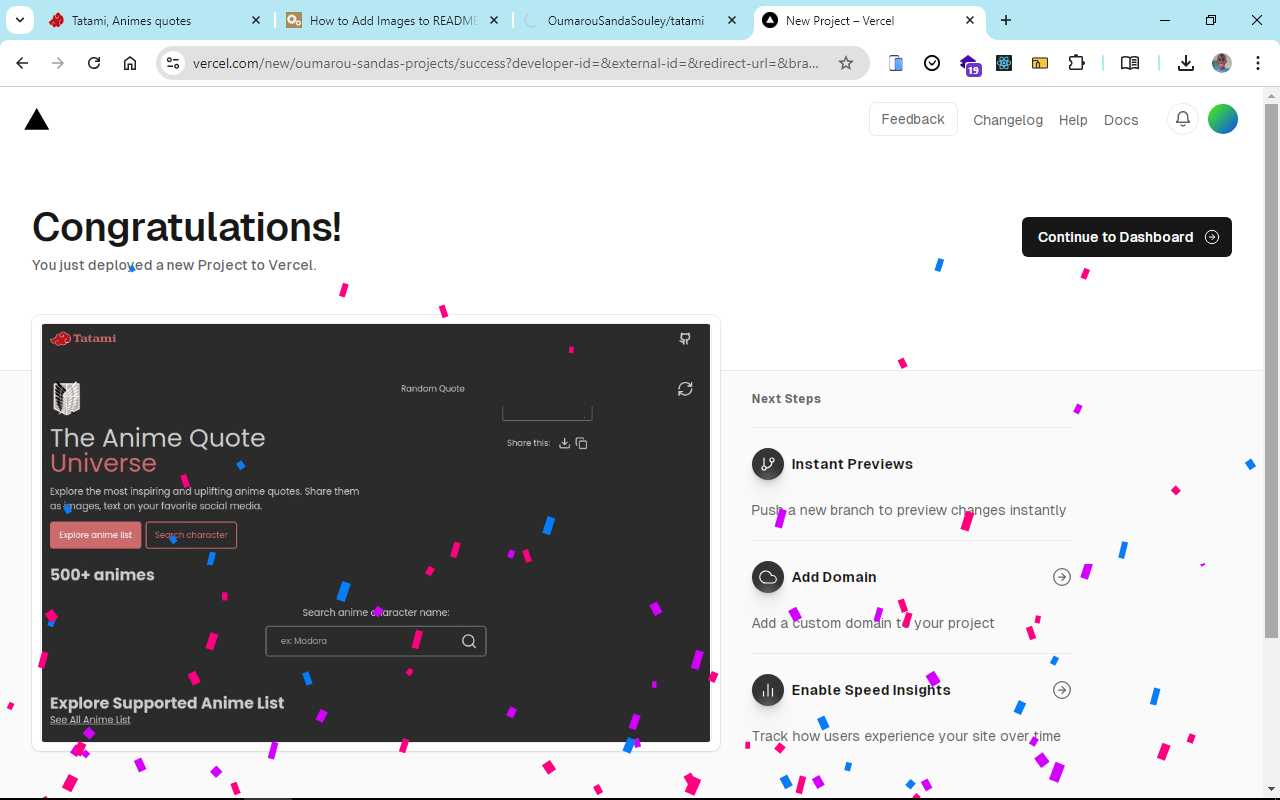 Tatami, Animes quotes
How to Add Images to README
OumarouSandaSouley/tatami
New Project – Vercel
vercel.com/new/oumarou-sandas-projects/success?developer-id=&external-id=&redirect-url=&bra...
19
Feedback
Changelog
Help
Docs
Congratulations!
You just deployed a new Project to Vercel.
Continue to Dashboard
Tatami
Random Quote
The Anime Quote
Universe
Share this:
Explore the most inspiring and uplifting anime quotes. Share them
as images, text on your favorite social media.
Explore anime list
Search character
500+ animes
Search anime character name:
ex: Madara
Explore Supported Anime List
See All Anime List
Next Steps
Instant Previews
Push a new branch to preview changes instantly
Add Domain
Add a custom domain to your project
Enable Speed Insights
Track how users experience your site over time